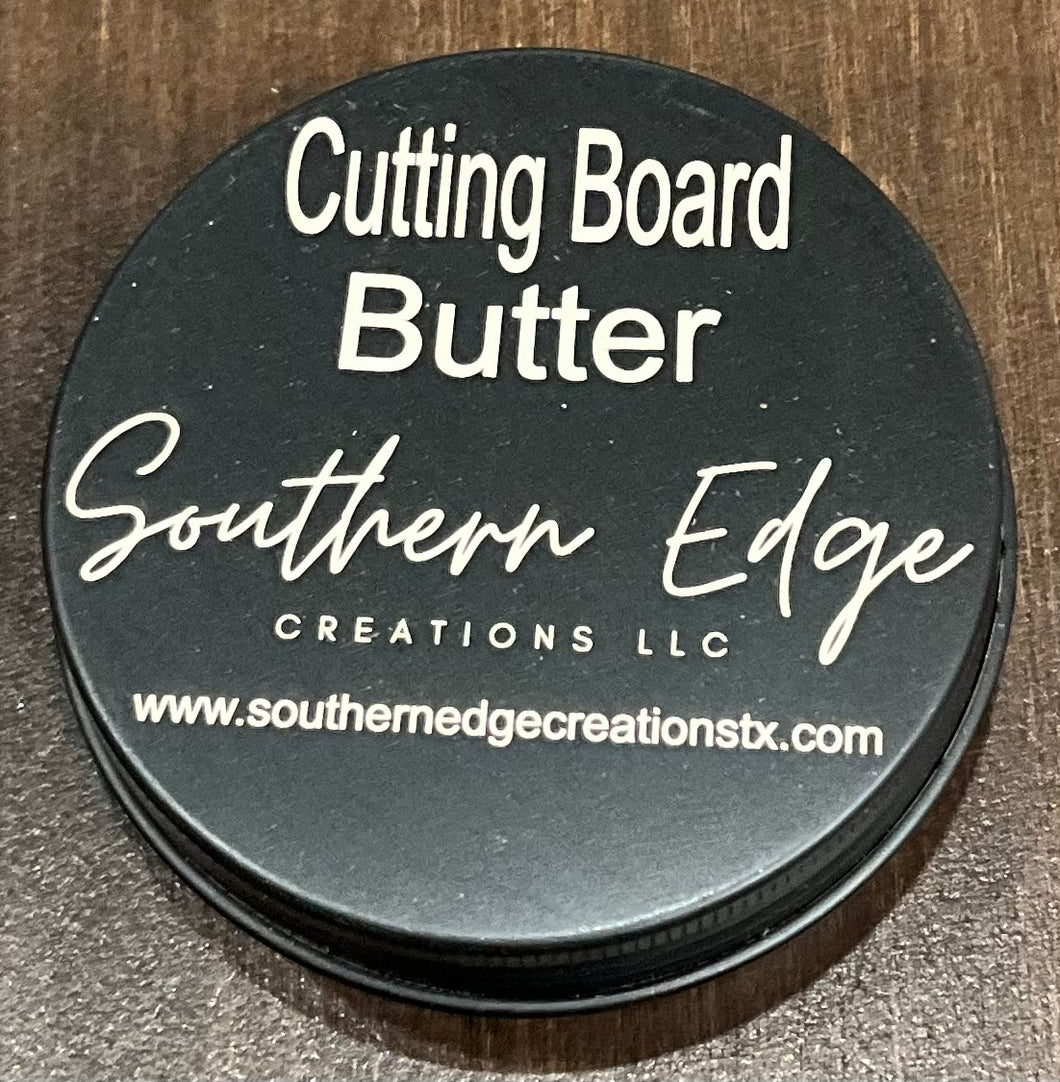 Cutting Board
Butter
Southern Edge
CREATIONS LLC
www.southernedgecreationstx.com